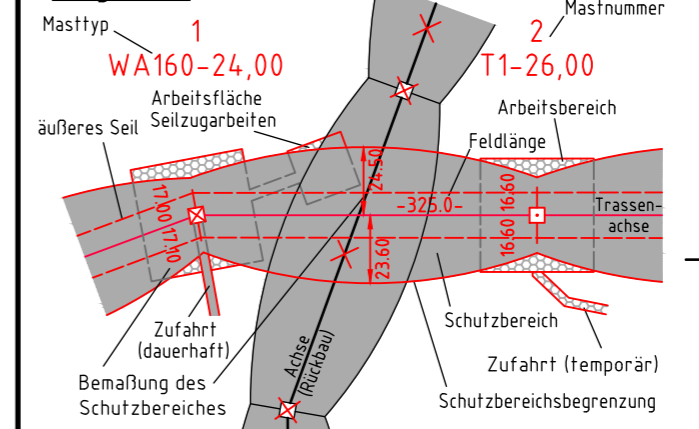 Masttyp
1
WA160-24,00
Mastnummer
2
T1-26,00
Arbeitsfläche
Seilzugarbeiten
äußeres Seil
Arbeitsbereich
Feldlänge
24.50
17.00
17.10
-325.0-
16.60
16.60
23.60
Trassen-
achse
Zufahrt
(dauerhaft)
Schutzbereich
Achse
(Rückbau)
Zufahrt (temporär)
Bemaßung des
Schutzbereiches
Schutzbereichsbegrenzung